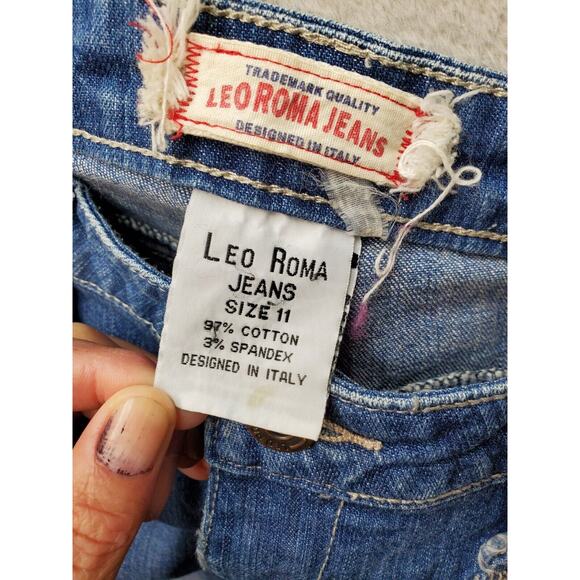 TRADEMARK QUALITY
LEO ROMA JEANS
DESIGNED IN ITALY
LEO ROMA
JEANS
SIZE 11
97% COTTON
3% SPANDEX
DESIGNED IN ITALY